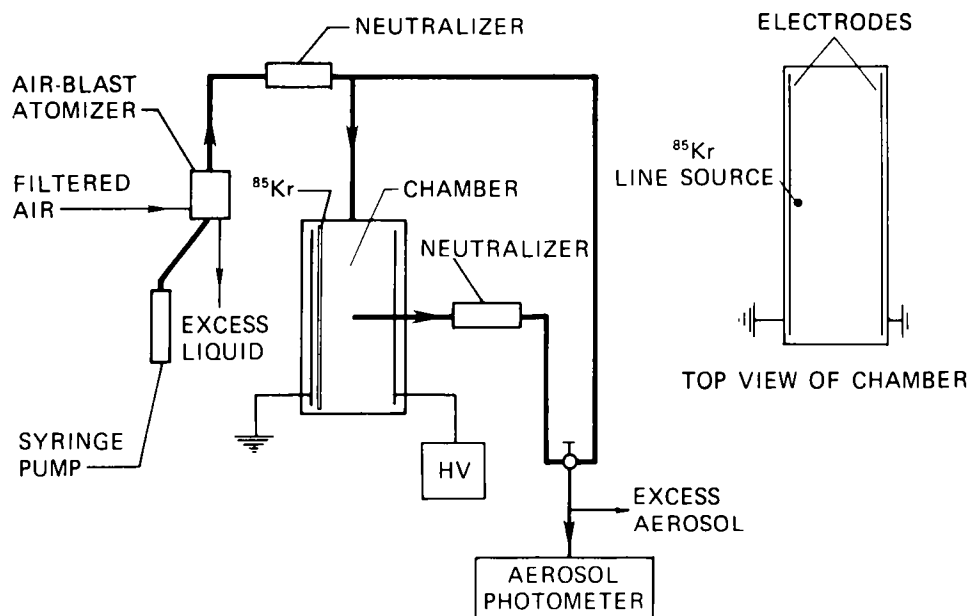 NEUTRALIZER
AIR-BLAST
ATOMIZER
FILTERED
AIR
⁸⁵Kr
CHAMBER
NEUTRALIZER
EXCESS
LIQUID
SYRINGE
PUMP
HV
EXCESS
AEROSOL
AEROSOL
PHOTOMETER
ELECTRODES
⁸⁵Kr
LINE SOURCE
TOP VIEW OF CHAMBER